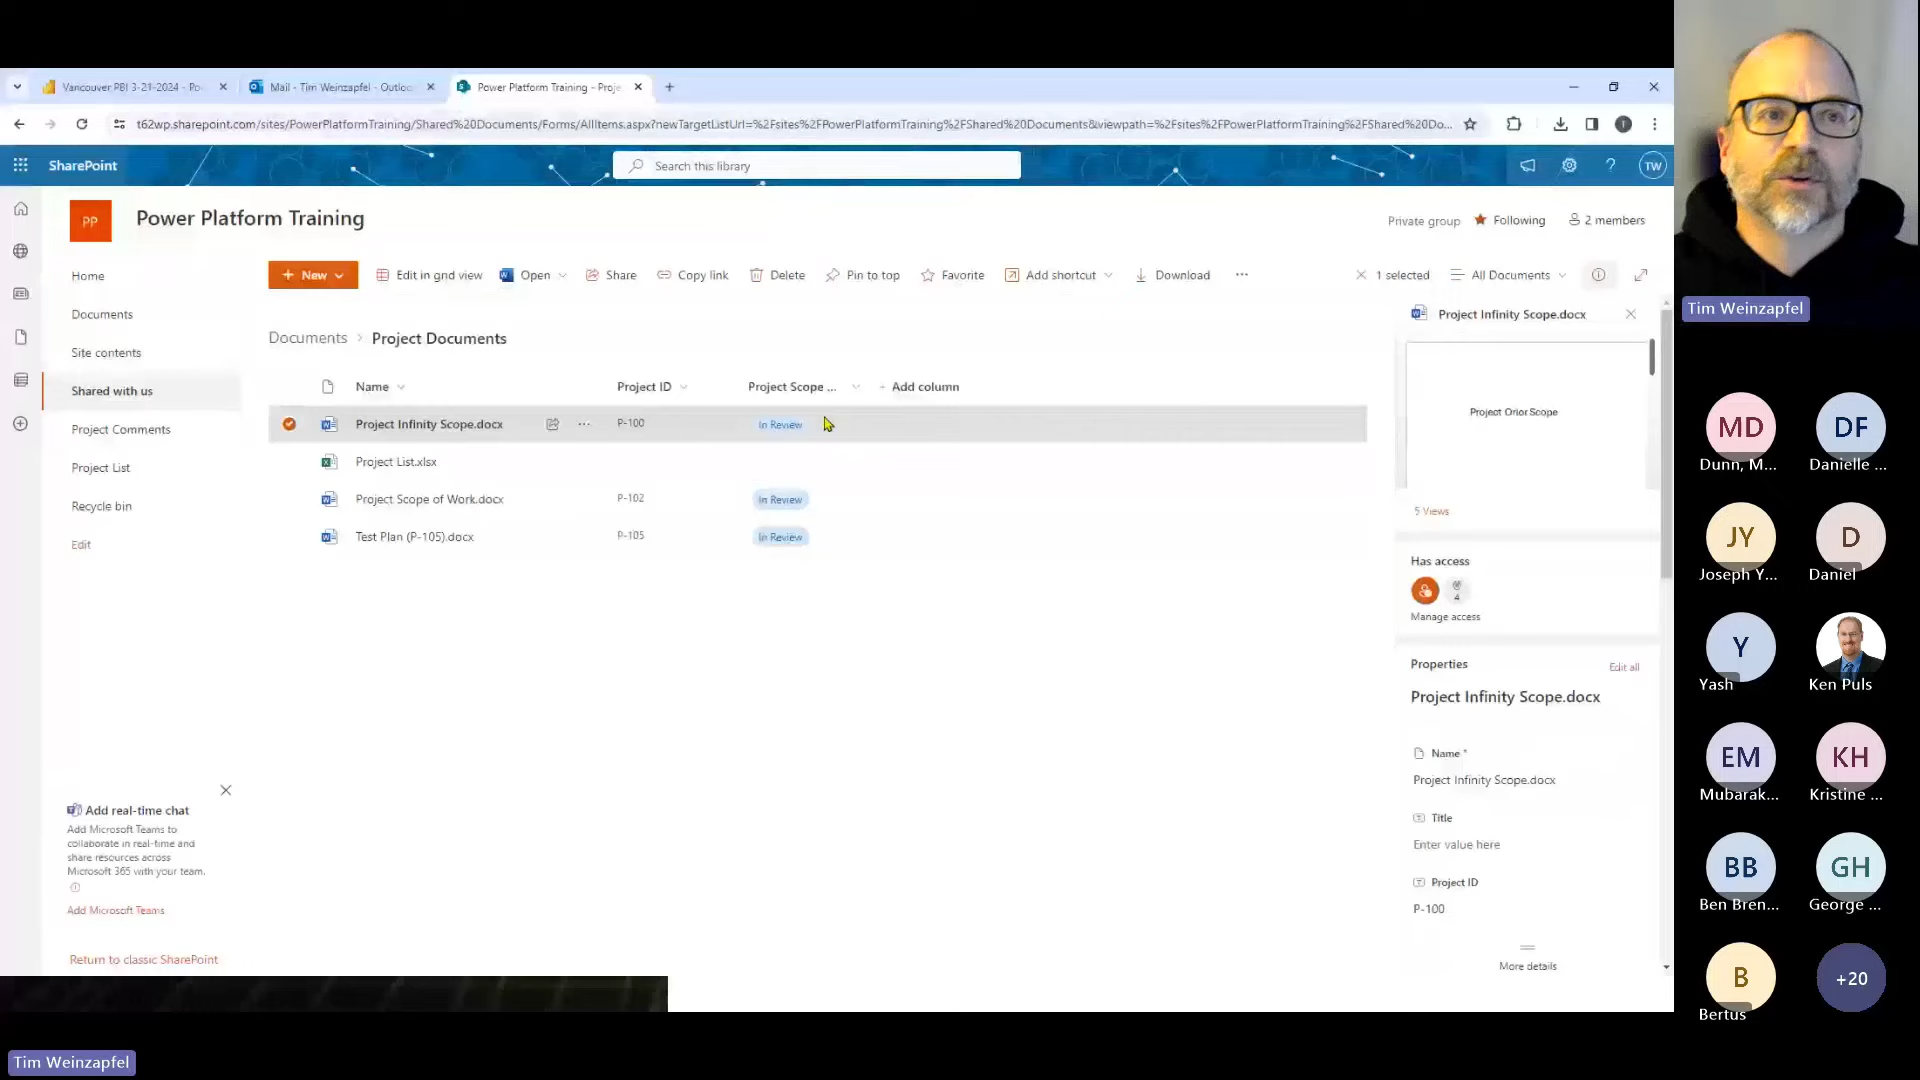 Vancouver PBI 3-21-2024 - Po
Mail - Tim Weinzapfel - Outloo
Power Platform Training - Proje
t62wp.sharepoint.com/sites/PowerPlatformTraining/Shared%20Documents/Forms/AllItems.aspx?newTargetListUrl=%2Fsites%2FPowerPlatformTraining%2FShared%20Documents&viewpath=%2Fsites%2FPowerPlatformTraining%2FShared%20Do...
SharePoint
Search this library
TW
PP
Power Platform Training
Private group
Following
2 members
Home
Documents
Site contents
Shared with us
Project Comments
Project List
Recycle bin
Edit
+ New
Edit in grid view
Open
Share
Copy link
Delete
Pin to top
Favorite
Add shortcut
Download
...
1 selected
All Documents
Documents > Project Documents
Name
Project ID
Project Scope ...
+ Add column
Project Infinity Scope.docx
...
P-100
In Review
Project List.xlsx
Project Scope of Work.docx
P-102
In Review
Test Plan (P-105).docx
P-105
In Review
Project Infinity Scope.docx
Project Orior Scope
5 Views
Has access
4
Manage access
Properties
Edit all
Project Infinity Scope.docx
Name *
Project Infinity Scope.docx
Title
Enter value here
Project ID
P-100
More details
Add real-time chat
Add Microsoft Teams to
collaborate in real-time and
share resources across
Microsoft 365 with your team.
Add Microsoft Teams
Return to classic SharePoint
Tim Weinzapfel
Tim Weinzapfel
MD
Dunn, M...
DF
Danielle ...
JY
Joseph Y...
D
Daniel
Y
Yash
Ken Puls
EM
Mubarak...
KH
Kristine ...
BB
Ben Bren...
GH
George ...
B
Bertus
+20